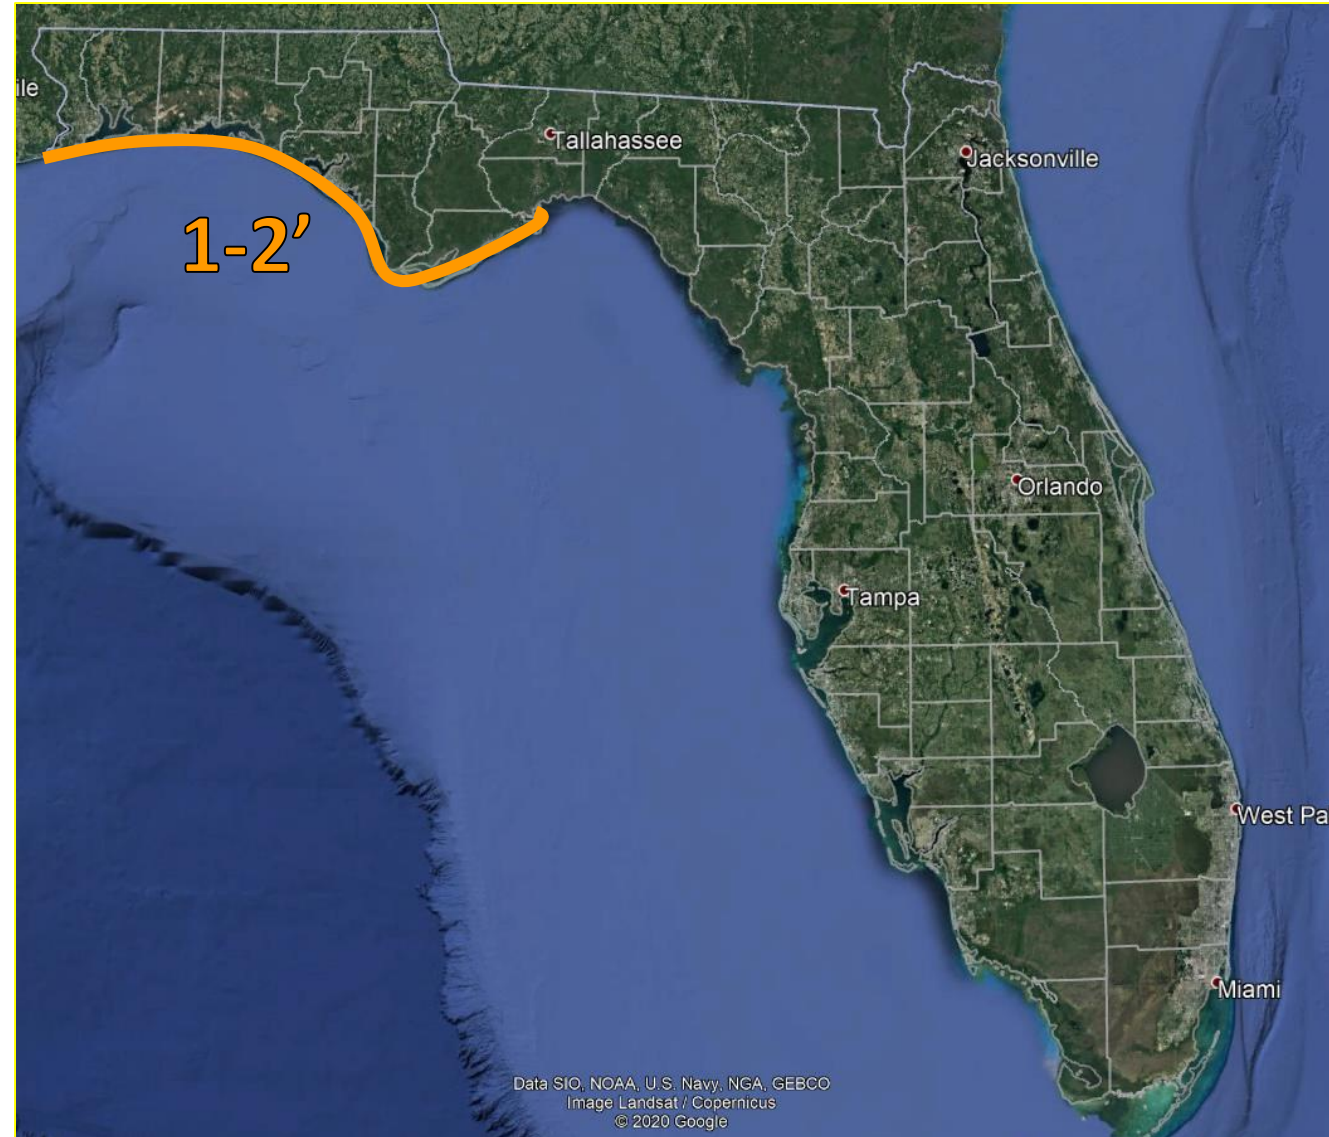 ile
Tallahassee
Jacksonville
1-2’
Orlando
Tampa
West Pa
Miami
Data SIO, NOAA, U.S. Navy, NGA, GEBCO
Image Landsat / Copernicus
© 2020 Google